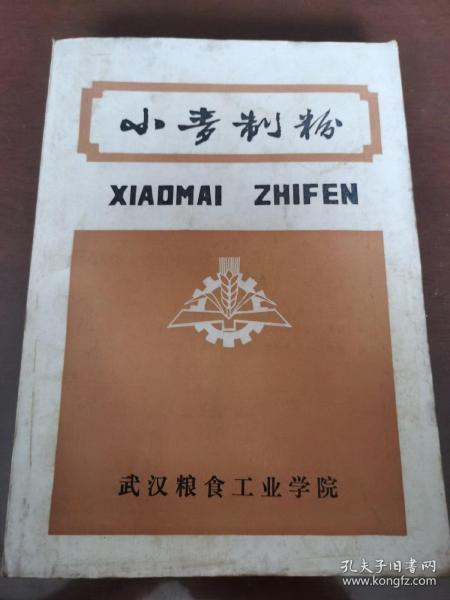 小麦制粉
XIAOMAI ZHIFEN
武汉粮食工业学院
孔夫子旧书网
www.kongfz.com